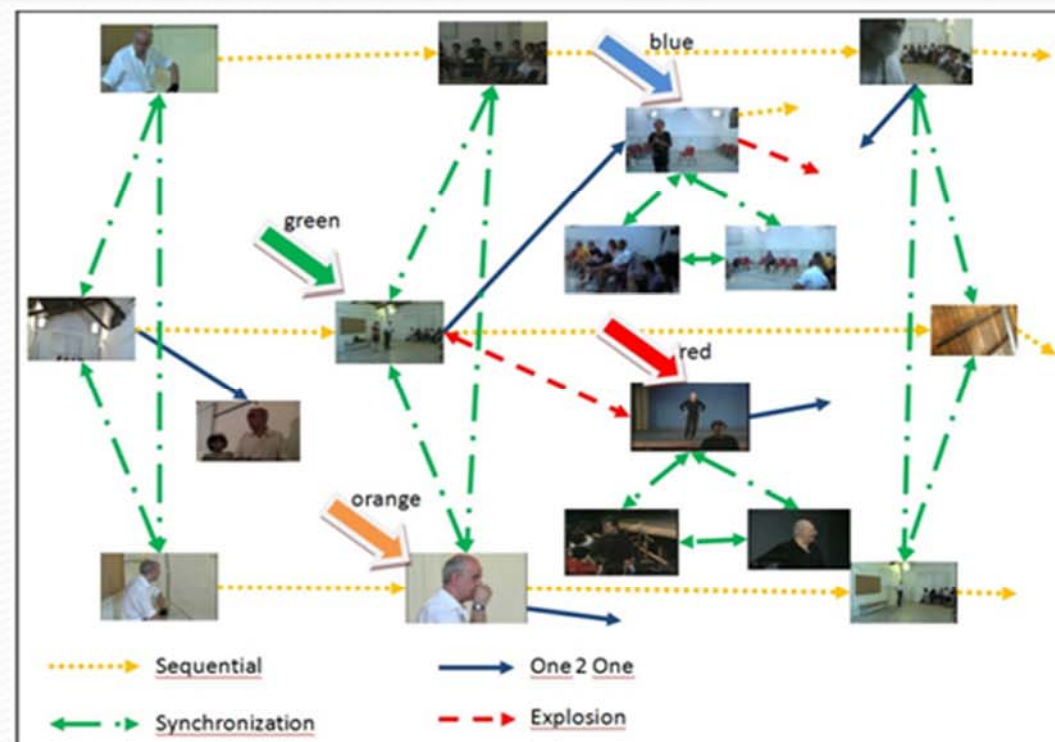 blue
green
red
orange
Sequential
One 2 One
Synchronization
Explosion